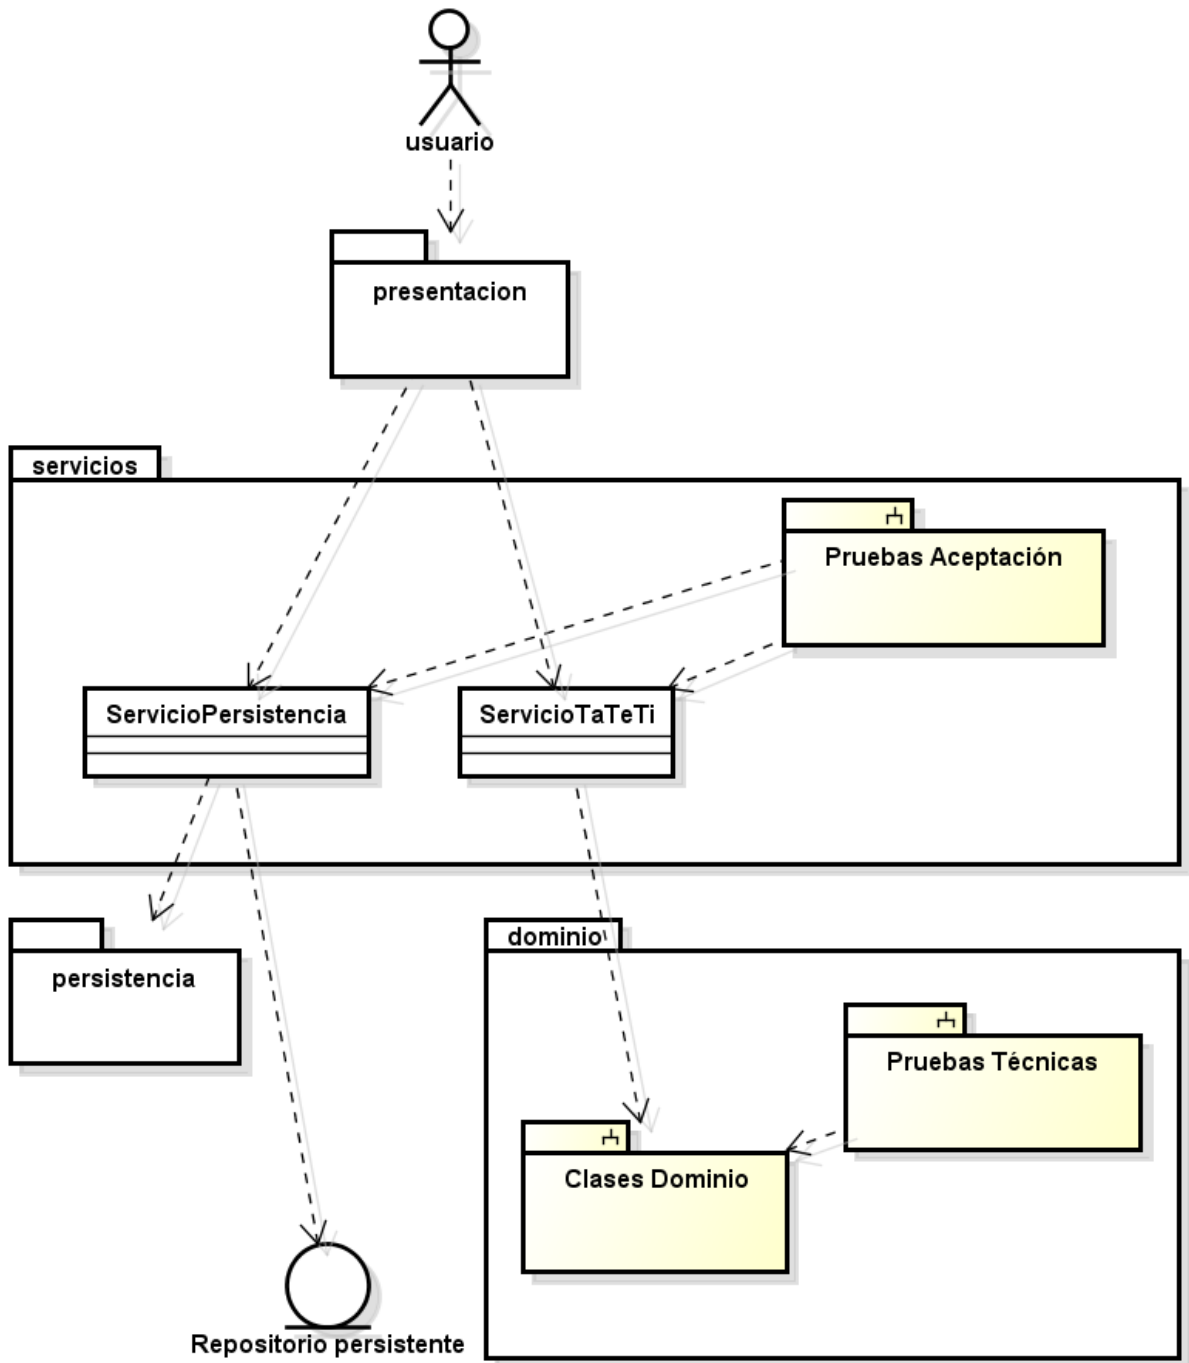 usuario
presentacion
servicios
Pruebas Aceptación
ServicioPersistencia
ServicioTaTeTi
dominio
persistencia
Pruebas Técnicas
Clases Dominio
Repositorio persistente